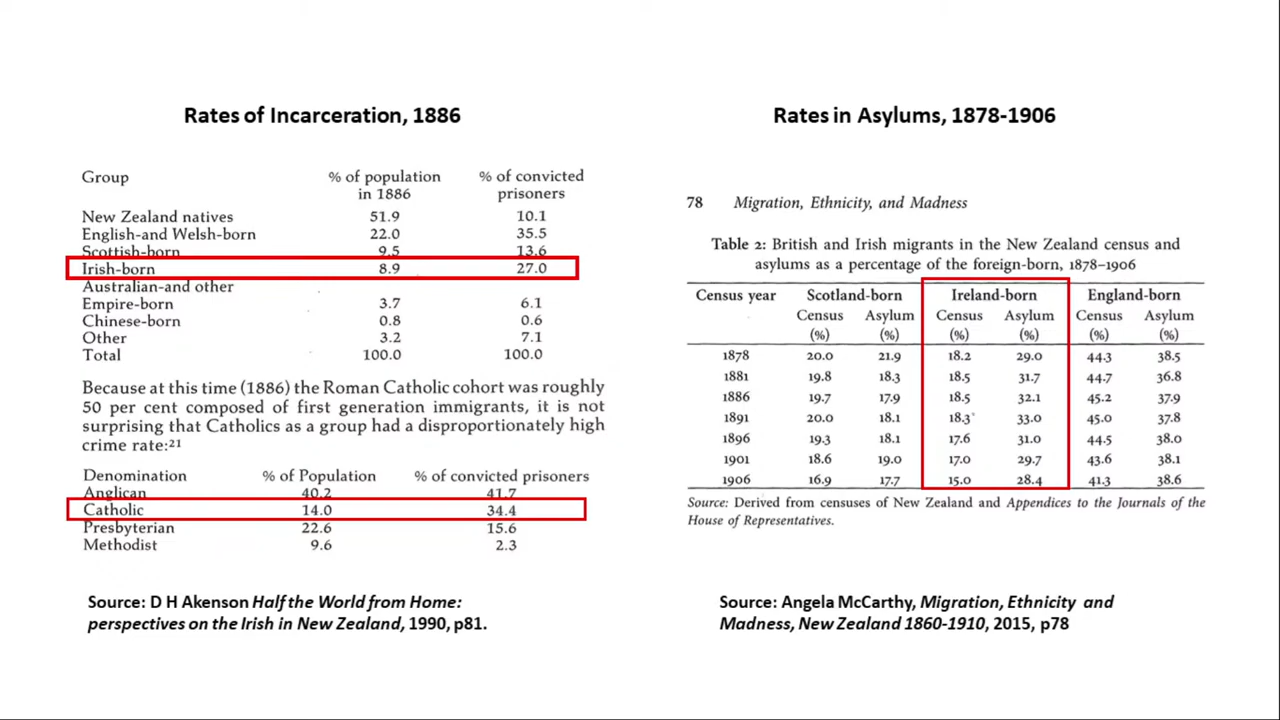 Rates of Incarceration, 1886
Group % of population % of convicted
in 1886 prisoners
New Zealand natives 51.9 10.1
English-and Welsh-born 22.0 35.5
Scottish-born 9.5 13.6
Irish-born 8.9 27.0
Australian-and other
Empire-born 3.7 6.1
Chinese-born 0.8 0.6
Other 3.2 7.1
Total 100.0 100.0
Because at this time (1886) the Roman Catholic cohort was roughly
50 per cent composed of first generation immigrants, it is not
surprising that Catholics as a group had a disproportionately high
crime rate:²¹
Denomination % of Population % of convicted prisoners
Anglican 40.2 41.7
Catholic 14.0 34.4
Presbyterian 22.6 15.6
Methodist 9.6 2.3
Source: D H Akenson Half the World from Home:
perspectives on the Irish in New Zealand, 1990, p81.
Rates in Asylums, 1878-1906
78 Migration, Ethnicity, and Madness
Table 2: British and Irish migrants in the New Zealand census and
asylums as a percentage of the foreign-born, 1878–1906
Census year Scotland-born Ireland-born England-born
Census Asylum Census Asylum Census Asylum
(%) (%) (%) (%) (%) (%)
1878 20.0 21.9 18.2 29.0 44.3 38.5
1881 19.8 18.3 18.5 31.7 44.7 36.8
1886 19.7 17.9 18.5 32.1 45.2 37.9
1891 20.0 18.1 18.3 33.0 45.0 37.8
1896 19.3 18.1 17.6 31.0 44.5 38.0
1901 18.6 19.0 17.0 29.7 43.6 38.1
1906 16.9 17.7 15.0 28.4 41.3 38.6
Source: Derived from censuses of New Zealand and Appendices to the Journals of the
House of Representatives.
Source: Angela McCarthy, Migration, Ethnicity and
Madness, New Zealand 1860-1910, 2015, p78